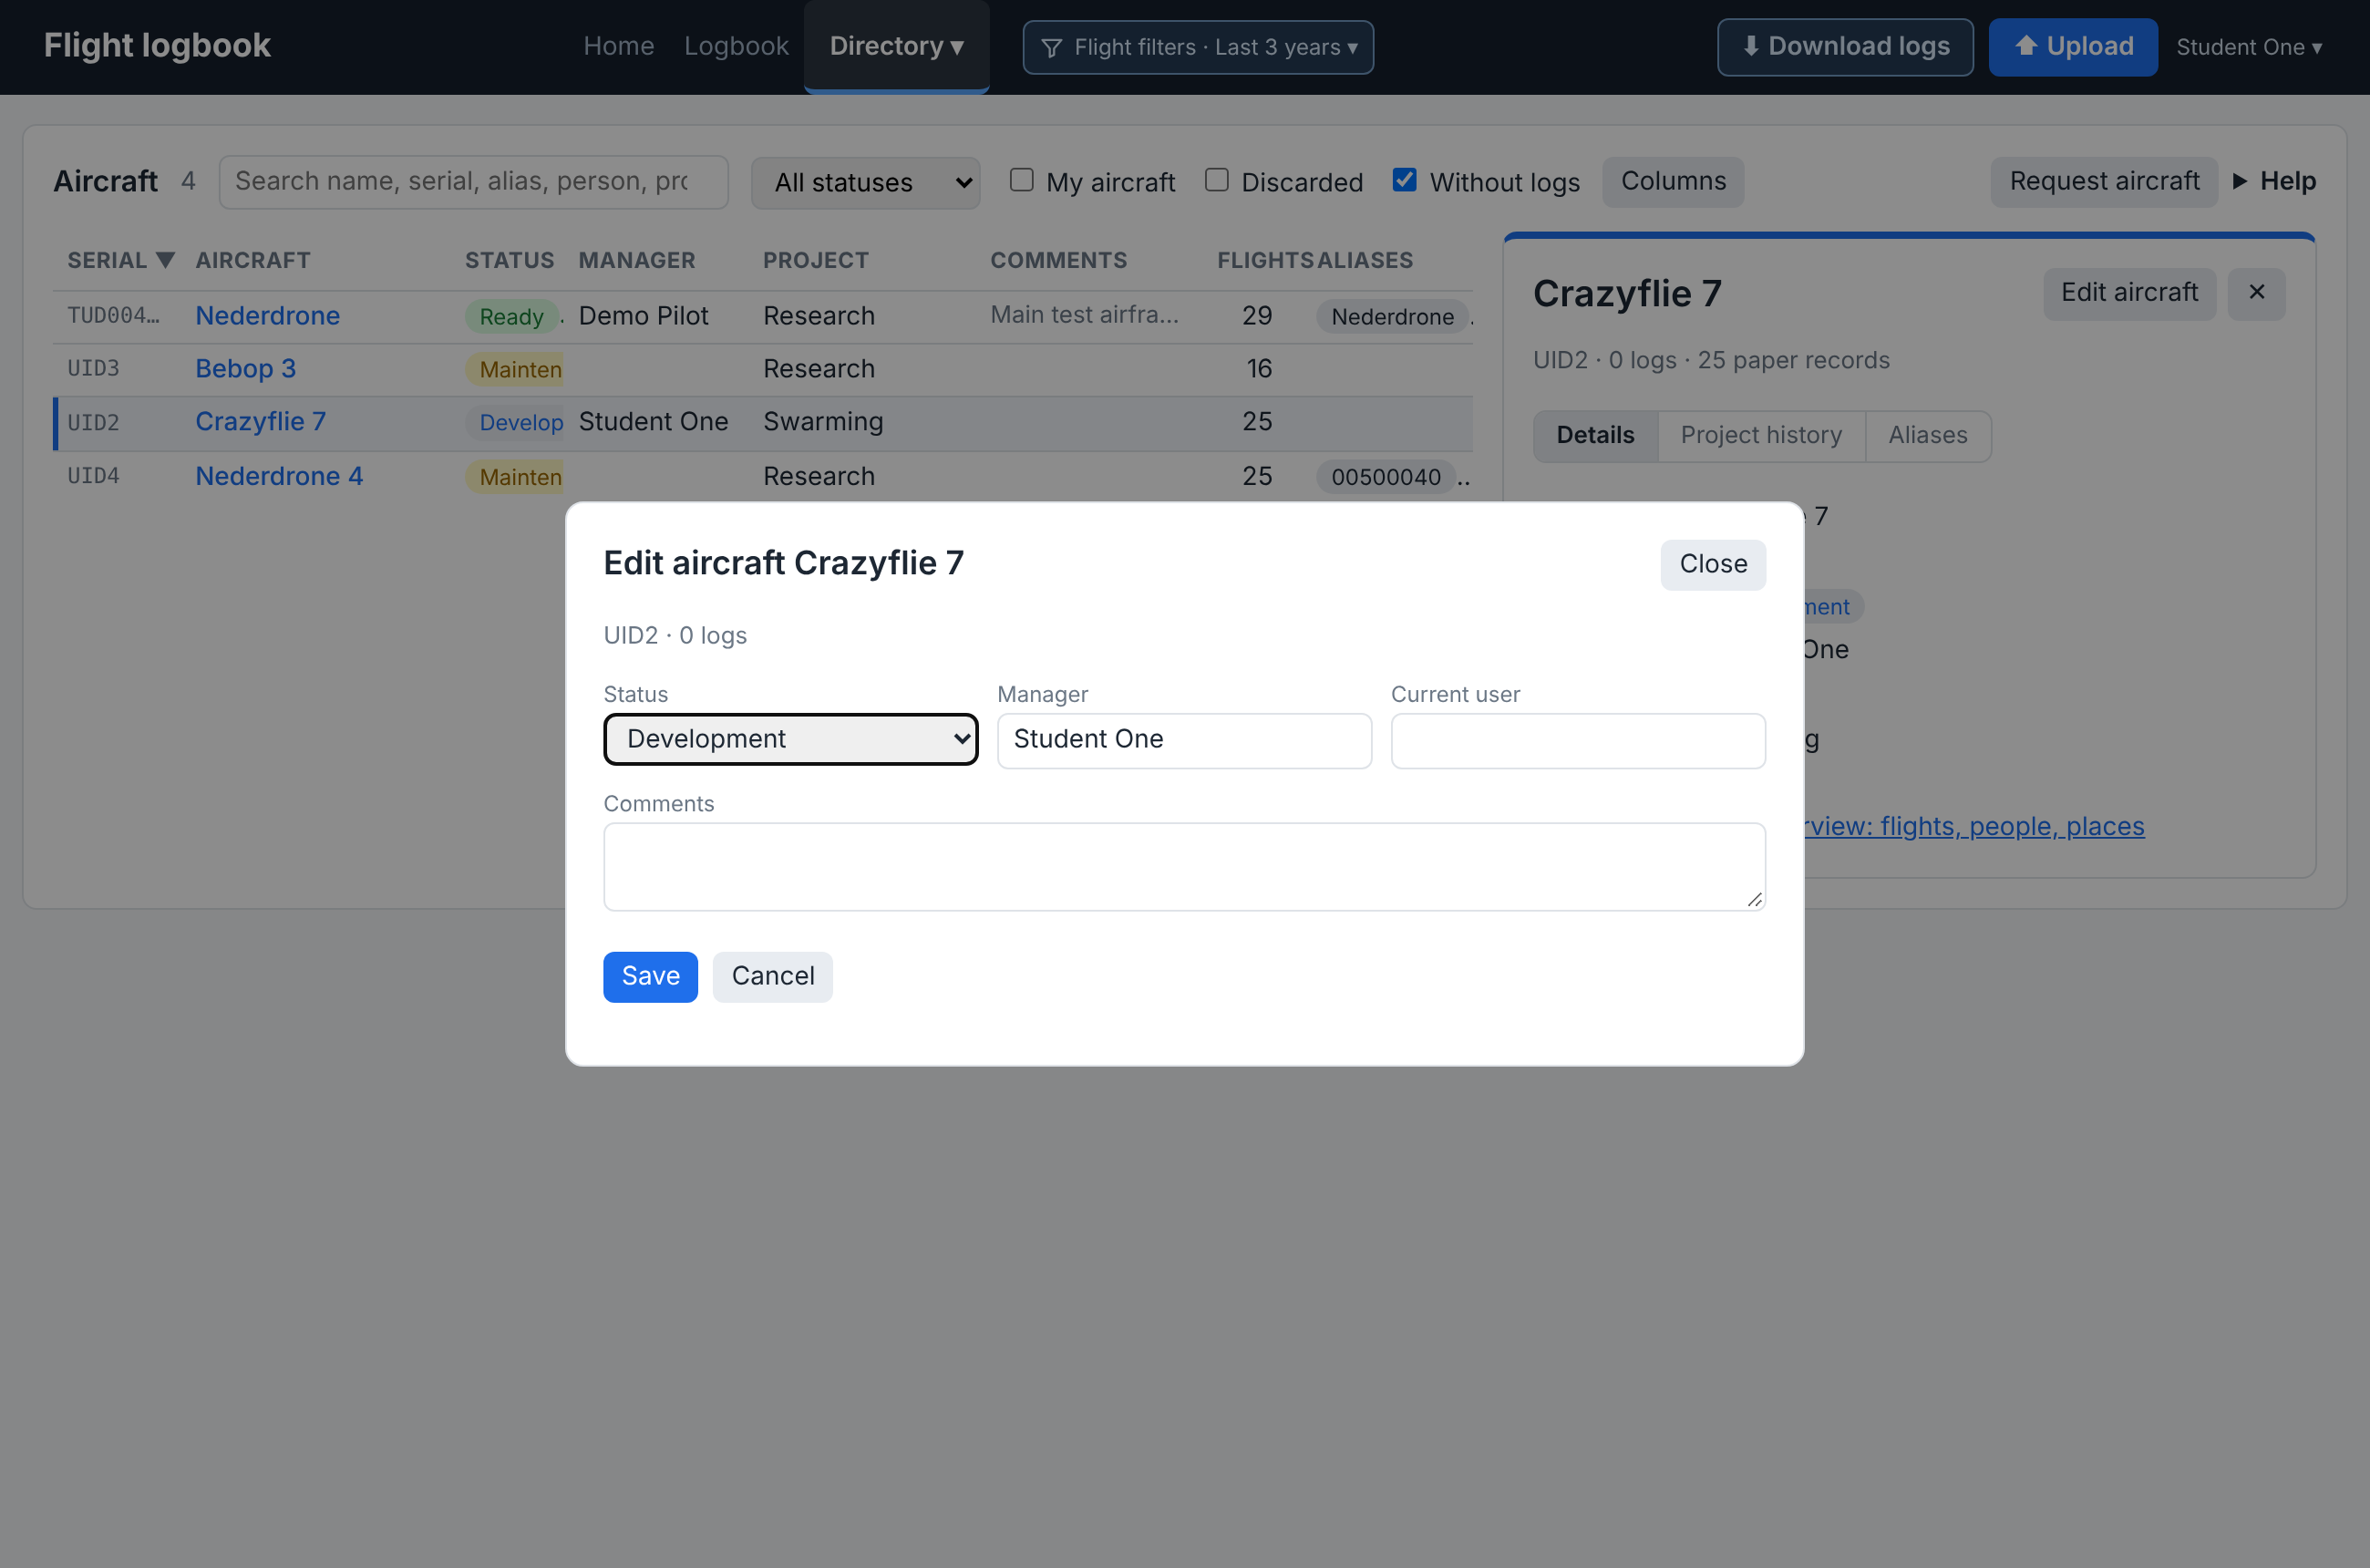 Flight logbook
Home
Logbook
Directory ▾
Flight filters · Last 3 years ▾
⬇ Download logs
⬆ Upload
Student One ▾
Aircraft 4
Search name, serial, alias, person, pro
All statuses
My aircraft
Discarded
Without logs
Columns
Request aircraft
▶ Help
SERIAL ▼ AIRCRAFT STATUS MANAGER PROJECT COMMENTS FLIGHTS ALIASES
TUD004… Nederdrone Ready Demo Pilot Research Main test airfra… 29 Nederdrone
UID3 Bebop 3 Mainten Research 16
UID2 Crazyflie 7 Develop Student One Swarming 25
UID4 Nederdrone 4 Mainten Research 25 00500040 ..
Crazyflie 7
Edit aircraft
✕
UID2 · 0 logs · 25 paper records
Details
Project history
Aliases
7
ment
One
g
rview: flights, people, places
Edit aircraft Crazyflie 7
Close
UID2 · 0 logs
Status
Manager
Current user
Development
Student One
Comments
Save
Cancel